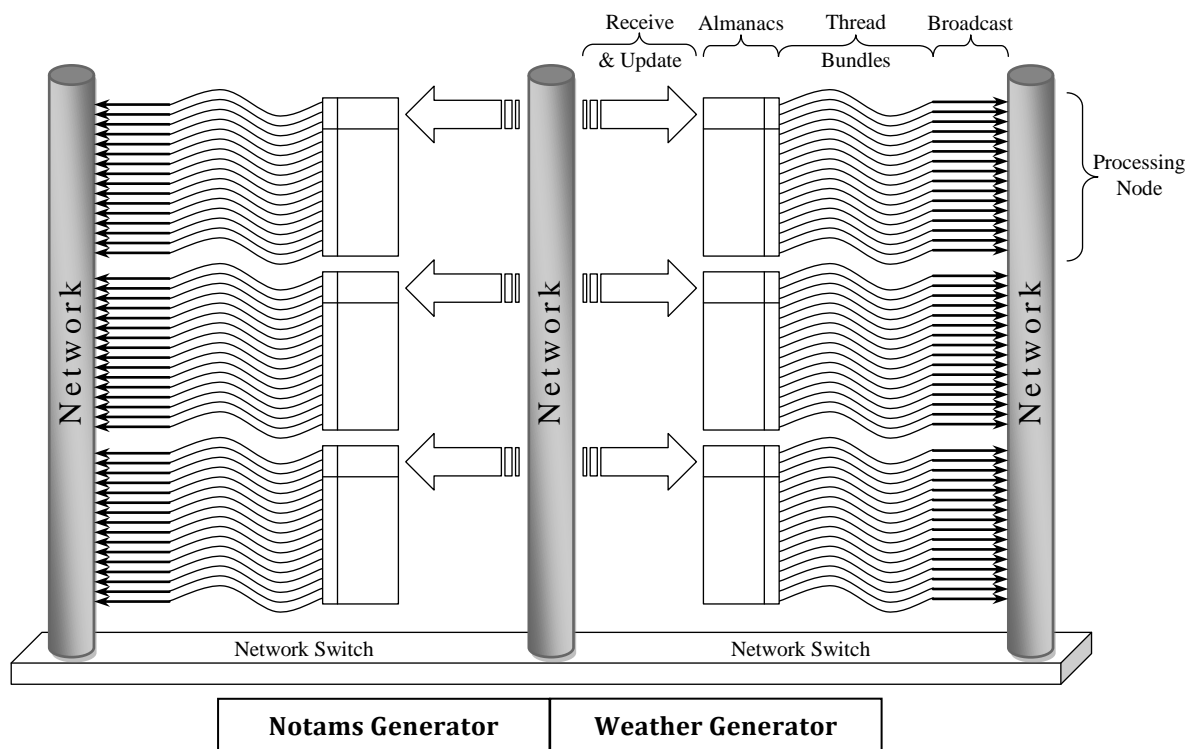 Receive Almanacs Thread Broadcast
& Update Bundles
Processing
Node
Network
Network
Network
Network Switch
Network Switch
Notams Generator
Weather Generator